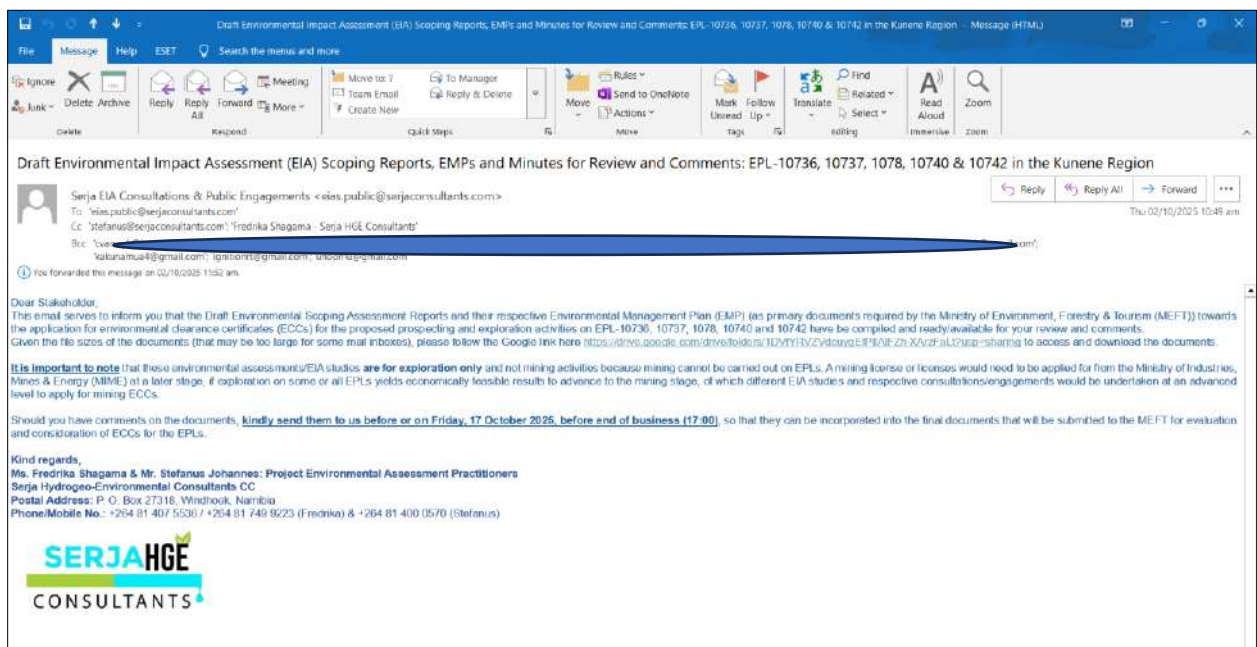 Draft Environmental Impact Assessment (EIA) Scoping Reports, EMPs and Minutes for Review and Comments: EPL-10736, 10737, 1078, 10740 & 10742 in the Kunene Region - Message (HTML)
File Message Help ESET Search the menus and more
Ignore
Junk
Delete Archive
Reply Reply All Forward
Meeting
More
Move to: ?
Team Email
Create New
To Manager
Reply & Delete
Move
Rules
Send to OneNote
Actions
Mark Unread Follow Up
Translate
Find
Related
Select
Read Aloud
Zoom
Delete Respond Quick Steps Move Tags Editing Immersive Zoom
Draft Environmental Impact Assessment (EIA) Scoping Reports, EMPs and Minutes for Review and Comments: EPL-10736, 10737, 1078, 10740 & 10742 in the Kunene Region
Serja EIA Consultations & Public Engagements <eias.public@serjaconsultants.com>
Reply Reply All Forward
To 'eias.public@serjaconsultants.com'
Thu 02/10/2025 10:49 am
Cc 'stefanus@serjaconsultants.com'; 'Fredrika Shagama - Serja HGE Consultants'
Bcc
You forwarded this message on 02/10/2025 11:52 am.
Dear Stakeholder,
This email serves to inform you that the Draft Environmental Scoping Assessment Reports and their respective Environmental Management Plan (EMP) (as primary documents required by the Ministry of Environment, Forestry & Tourism (MEFT)) towards
the application for environmental clearance certificates (ECCs) for the proposed prospecting and exploration activities on EPL-10736, 10737, 1078, 10740 and 10742 have be compiled and ready/available for your review and comments.
Given the file sizes of the documents (that may be too large for some mail inboxes), please follow the Google link here to access and download the documents.
It is important to note that these environmental assessments/EIA studies are for exploration only and not mining activities because mining cannot be carried out on EPLs. A mining license or licenses would need to be applied for from the Ministry of Industries,
Mines & Energy (MIME) at a later stage, if exploration on some or all EPLs yields economically feasible results to advance to the mining stage, of which different EIA studies and respective consultations/engagements would be undertaken at an advanced
level to apply for mining ECCs.
Should you have comments on the documents, kindly send them to us before or on Friday, 17 October 2025, before end of business (17:00), so that they can be incorporated into the final documents that will be submitted to the MEFT for evaluation
and consideration of ECCs for the EPLs.
Kind regards,
Ms. Fredrika Shagama & Mr. Stefanus Johannes: Project Environmental Assessment Practitioners
Serja Hydrogeo-Environmental Consultants CC
Postal Address: P. O. Box 27318, Windhoek, Namibia
Phone/Mobile No.: +264 81 407 5536 / +264 81 749 9223 (Fredrika) & +264 81 400 0570 (Stefanus)
SERJAHGE
CONSULTANTS